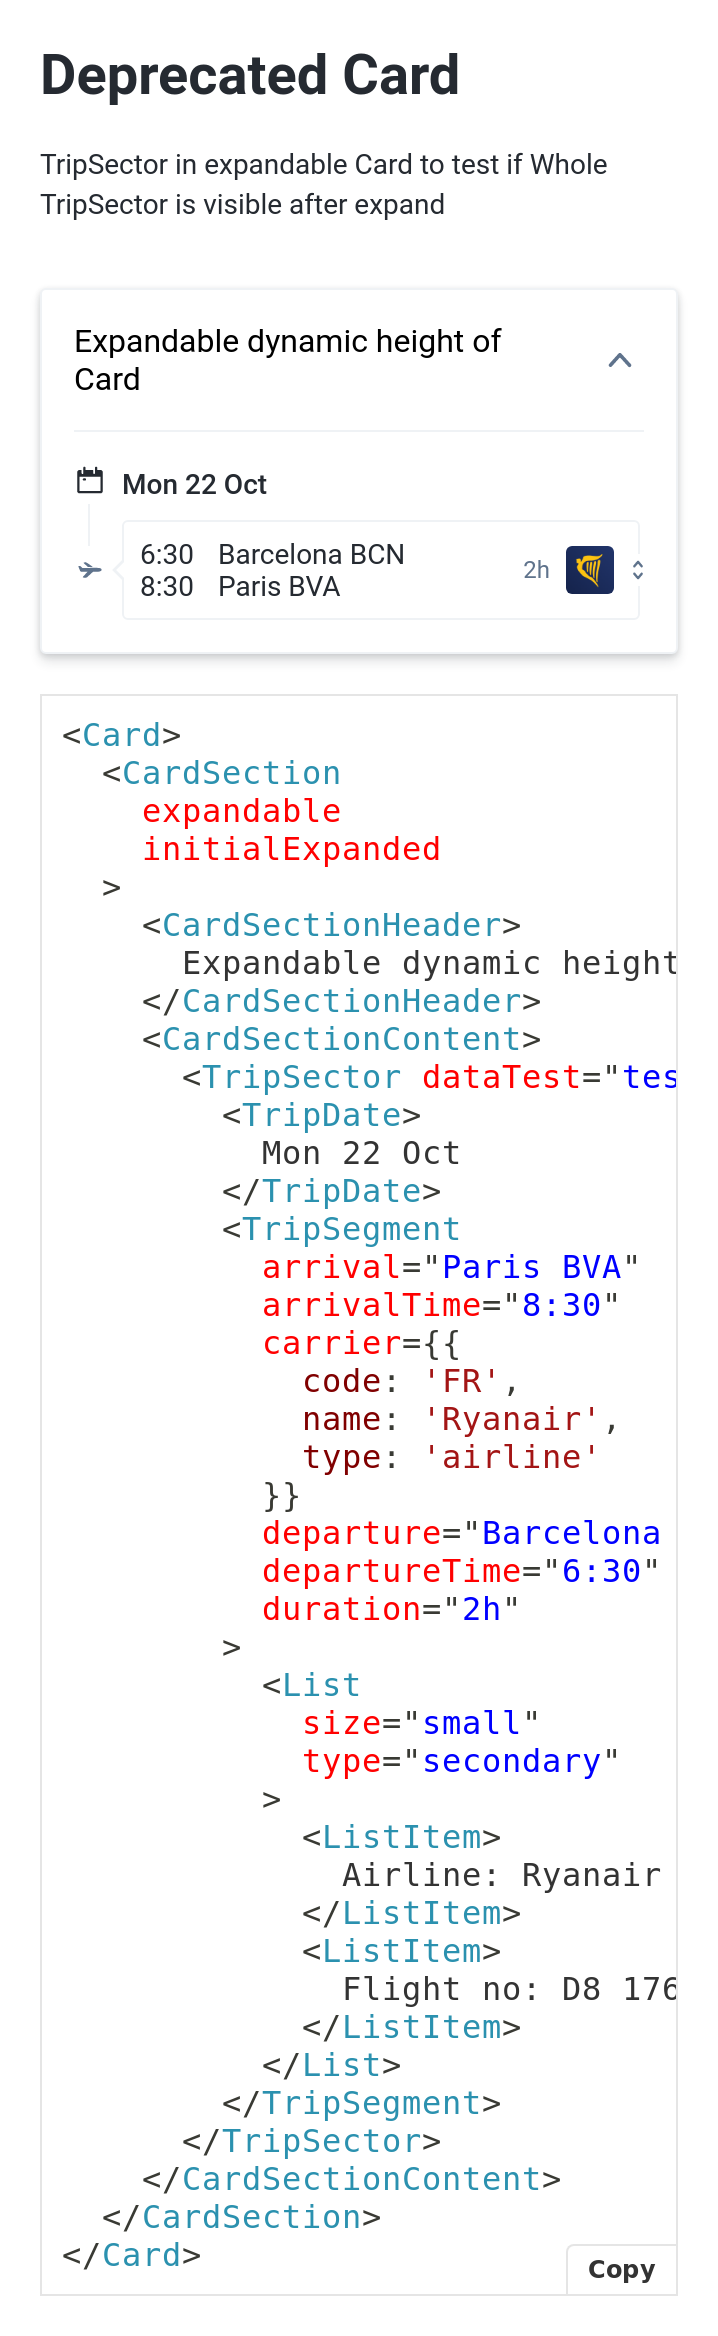 Deprecated Card
TripSector in expandable Card to test if Whole
TripSector is visible after expand
Expandable dynamic height of
Card
Mon 22 Oct
6:30 Barcelona BCN
8:30 Paris BVA
2h
<Card>
  <CardSection
    expandable
    initialExpanded
  >
    <CardSectionHeader>
      Expandable dynamic height
    </CardSectionHeader>
    <CardSectionContent>
      <TripSector dataTest="tes
        <TripDate>
          Mon 22 Oct
        </TripDate>
        <TripSegment
          arrival="Paris BVA"
          arrivalTime="8:30"
          carrier={{
            code: 'FR',
            name: 'Ryanair',
            type: 'airline'
          }}
          departure="Barcelona
          departureTime="6:30"
          duration="2h"
        >
          <List
            size="small"
            type="secondary"
          >
            <ListItem>
              Airline: Ryanair
            </ListItem>
            <ListItem>
              Flight no: D8 176
            </ListItem>
          </List>
        </TripSegment>
      </TripSector>
    </CardSectionContent>
  </CardSection>
</Card>
Copy